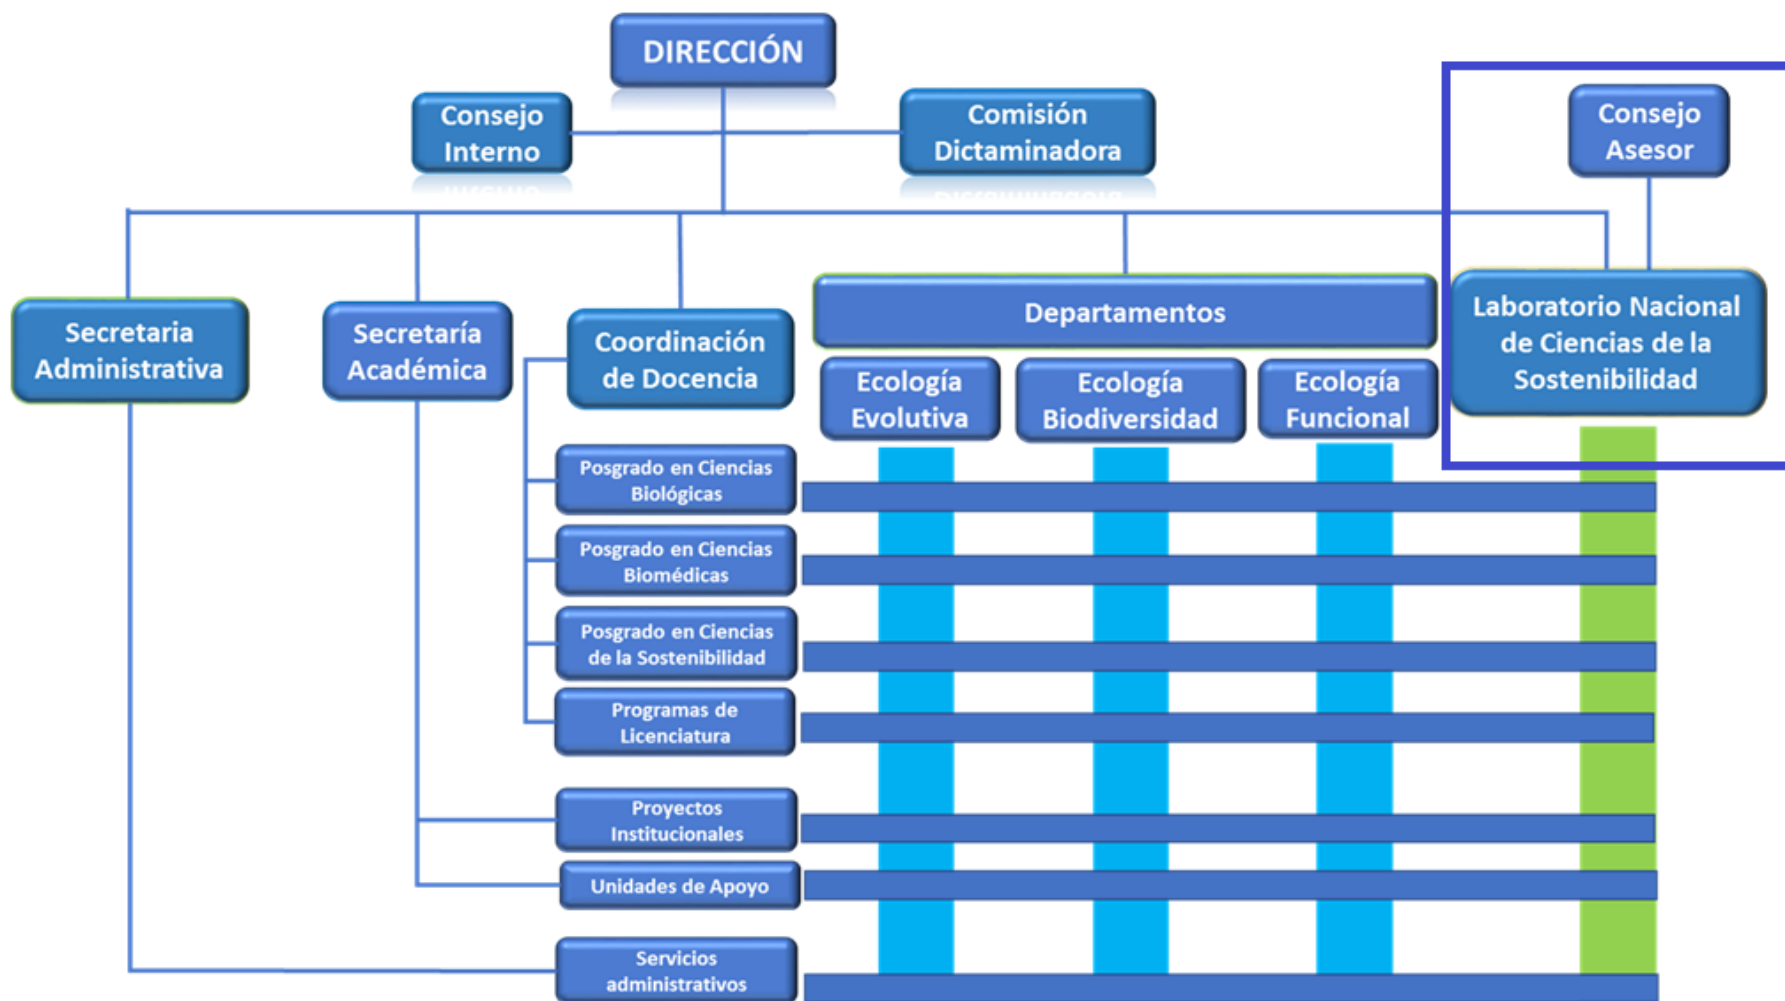 DIRECCIÓN
Consejo
Interno
Comisión
Dictaminadora
Consejo
Asesor
Secretaria
Administrativa
Secretaría
Académica
Coordinación
de Docencia
Departamentos
Ecología
Evolutiva
Ecología
Biodiversidad
Ecología
Funcional
Laboratorio Nacional
de Ciencias de la
Sostenibilidad
Posgrado en Ciencias
Biológicas
Posgrado en Ciencias
Biomédicas
Posgrado en Ciencias
de la Sostenibilidad
Programas de
Licenciatura
Proyectos
Institucionales
Unidades de Apoyo
Servicios
administrativos